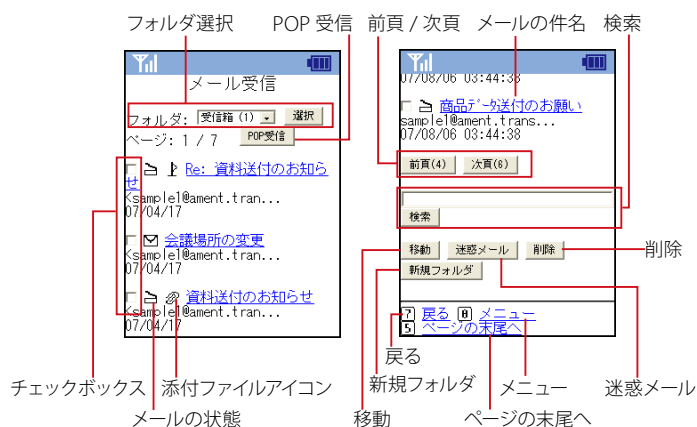 フォルダ選択
POP 受信
前頁 / 次頁
メールの件名
検索
メール受信
フォルダ: 受信箱 (1) 選択
ページ: 1 / 7 POP受信
Re: 資料送付のお知ら
せ
<sample1@ament.tran...
07/04/17
会議場所の変更
<sample1@ament.tran...
07/04/17
資料送付のお知らせ
<sample1@ament.tran...
07/04/17
07/08/06 03:44:38
商品ﾃﾞｰﾀ送付のお願い
sample1@ament.trans...
07/08/06 03:44:38
前頁(4) 次頁(6)
検索
移動 迷惑メール 削除
新規フォルダ
7 戻る 0 メニュー
5 ページの末尾へ
削除
戻る
チェックボックス
添付ファイルアイコン
新規フォルダ
メニュー
迷惑メール
メールの状態
移動
ページの末尾へ